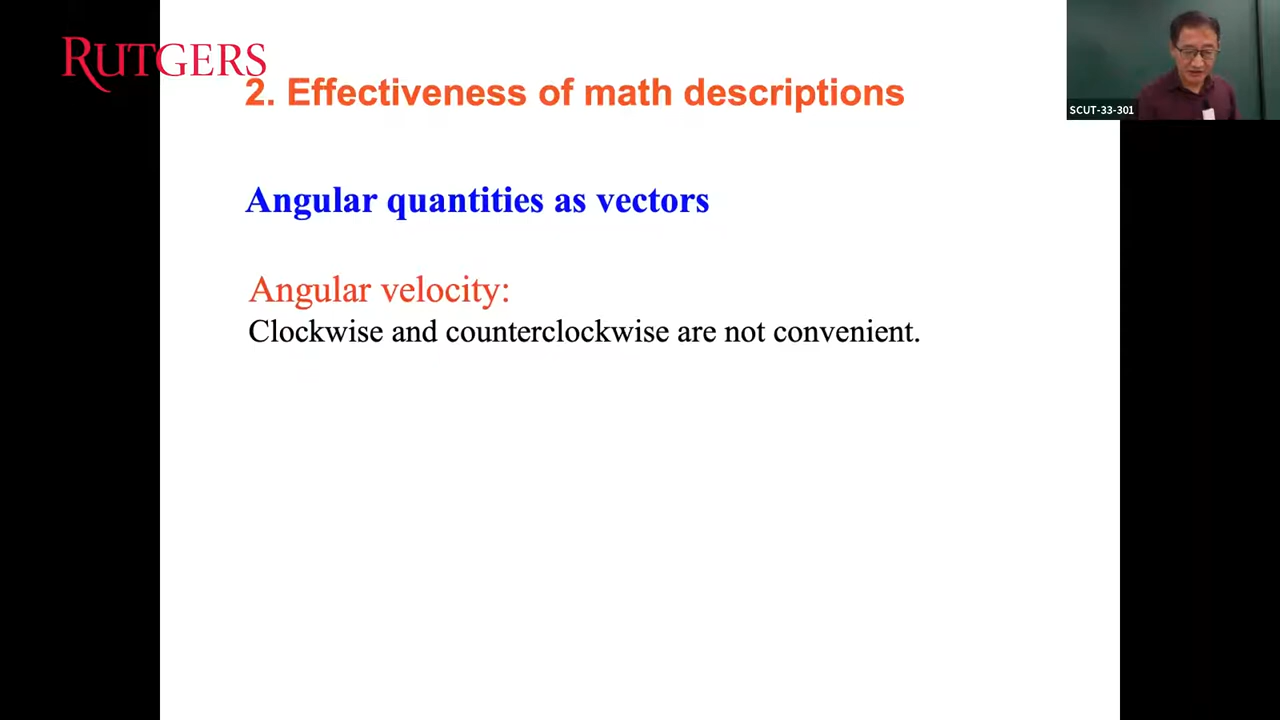 RUTGERS
2. Effectiveness of math descriptions
SCUT-33-301
Angular quantities as vectors
Angular velocity:
Clockwise and counterclockwise are not convenient.